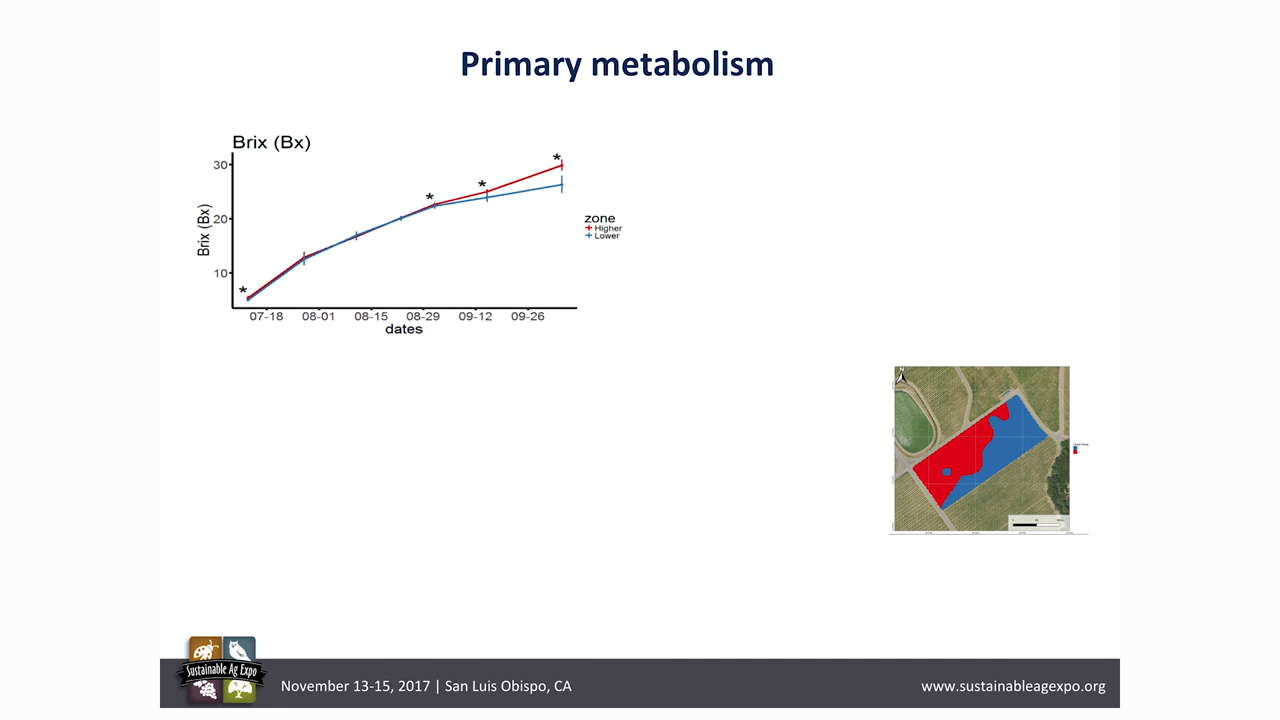 Primary metabolism
Brix (Bx)
30
20
10
Brix (Bx)
*
*
*
*
07-18
08-01
08-15
08-29
09-12
09-26
dates
zone
Higher
Lower
N
Sustainable Ag Expo
November 13-15, 2017 | San Luis Obispo, CA
www.sustainableagexpo.org